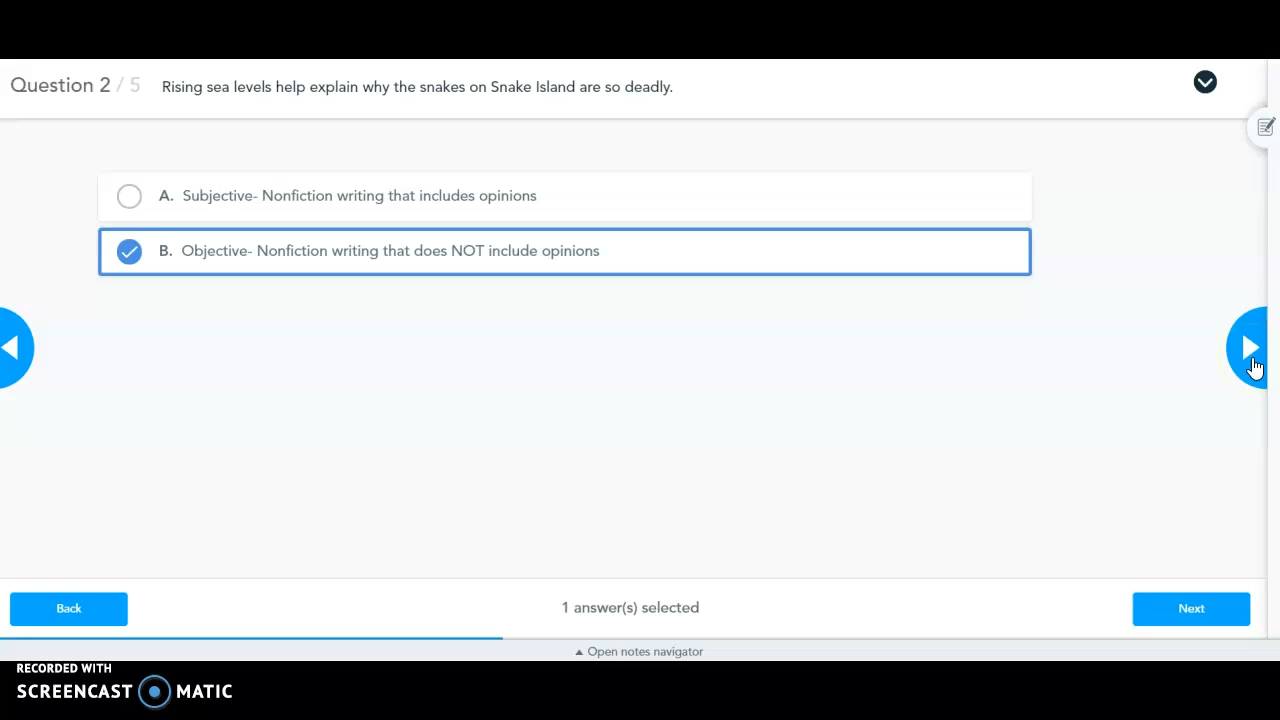 Question 2 / 5 Rising sea levels help explain why the snakes on Snake Island are so deadly.
A. Subjective- Nonfiction writing that includes opinions
B. Objective- Nonfiction writing that does NOT include opinions
Back 1 answer(s) selected Next
Open notes navigator
RECORDED WITH
SCREENCAST MATIC